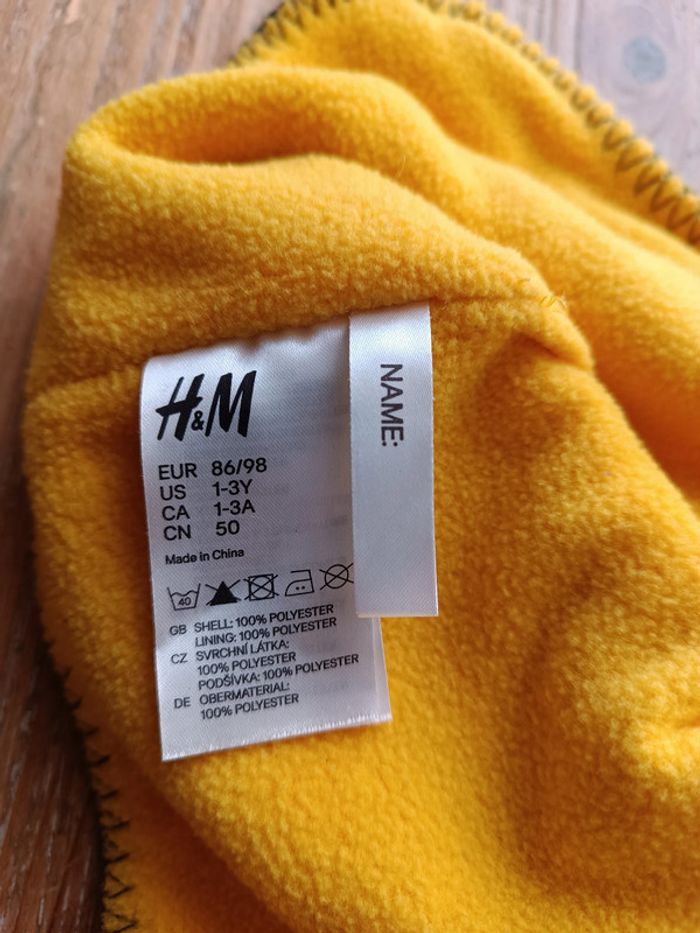 H&M
EUR 86/98
US 1-3Y
CA 1-3A
CN 50
Made in China
40
GB SHELL: 100% POLYESTER
LINING: 100% POLYESTER
CZ SVRCHNÍ LÁTKA:
100% POLYESTER
PODŠÍVKA: 100% POLYESTER
DE OBERMATERIAL:
100% POLYESTER
NAME: